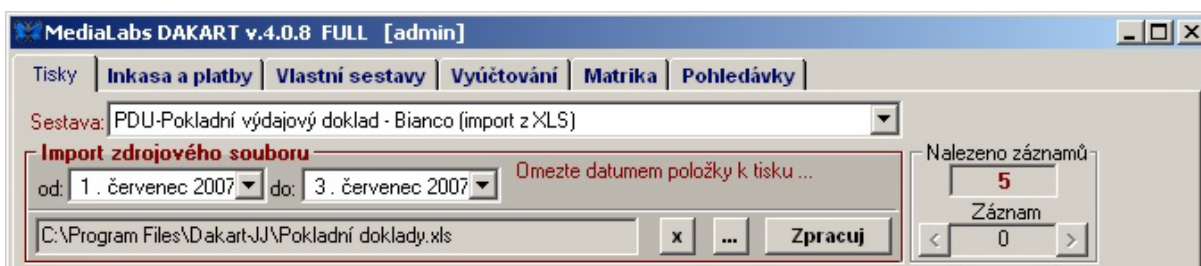 MediaLabs DAKART v.4.0.8 FULL [admin]
Tisky Inkasa a platby Vlastní sestavy Vyúčtování Matrika Pohledávky
Sestava: PDU-Pokladní výdajový doklad - Bianco (import z XLS)
Import zdrojového souboru
od: 1 . červenec 2007 do: 3 . červenec 2007 Omezte datumem položky k tisku ...
C:\Program Files\Dakart-JJ\Pokladní doklady.xls x ... Zpracuj
Nalezeno záznamů
5
Záznam
< 0 >